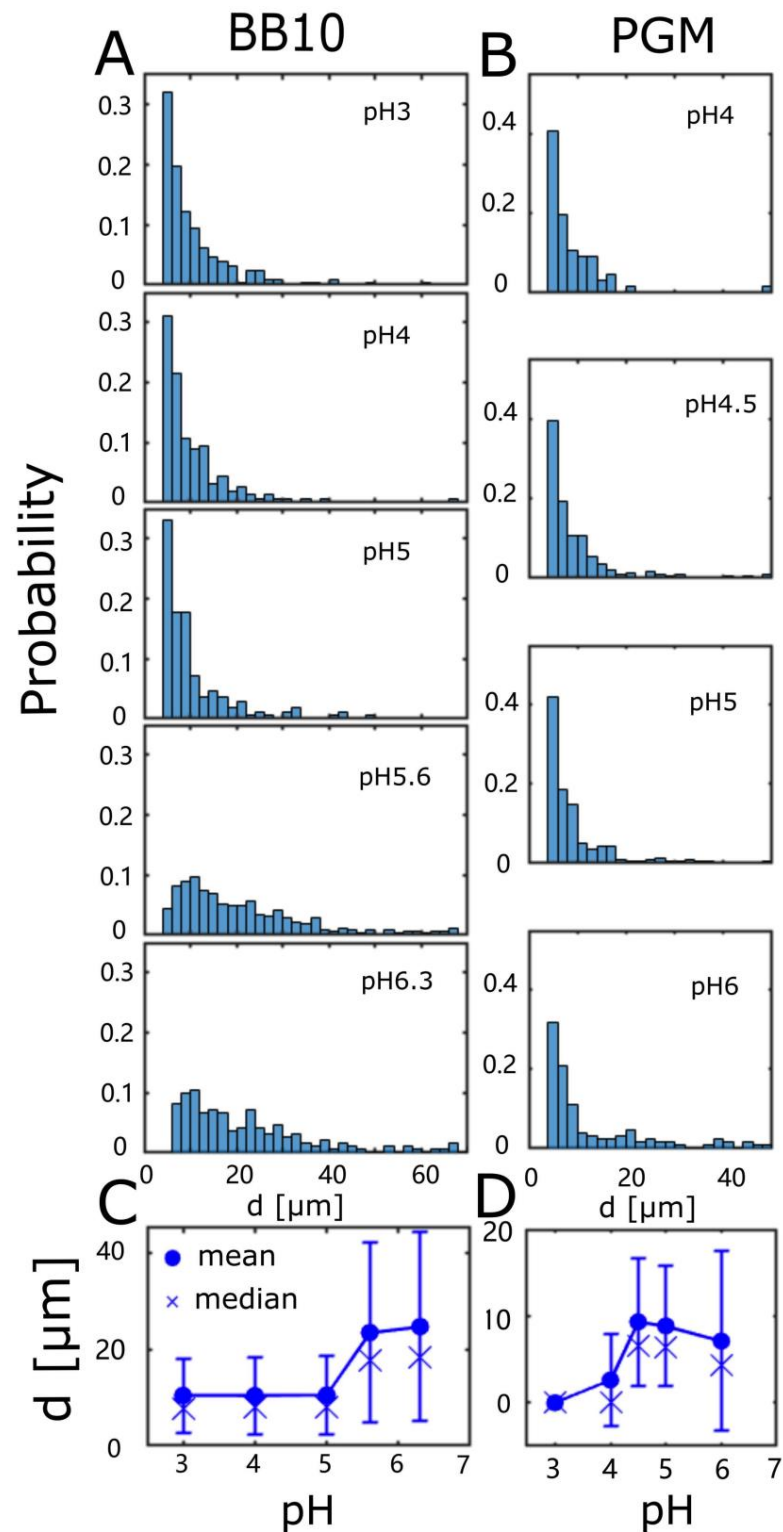 A BB10
B PGM
Probability
0.3
0.2
0.1
0
pH3
0.3
0.2
0.1
0
pH4
0.3
0.2
0.1
0
pH5
0.3
0.2
0.1
0
pH5.6
0.3
0.2
0.1
0
pH6.3
0 20 40 60
d [µm]
0.4
0.2
0
pH4
0.4
0.2
0
pH4.5
0.4
0.2
0
pH5
0.4
0.2
0
pH6
0 20 40
d [µm]
C
d [µm]
40
20
0
mean
median
3 4 5 6 7
pH
D
20
10
0
3 4 5 6 7
pH